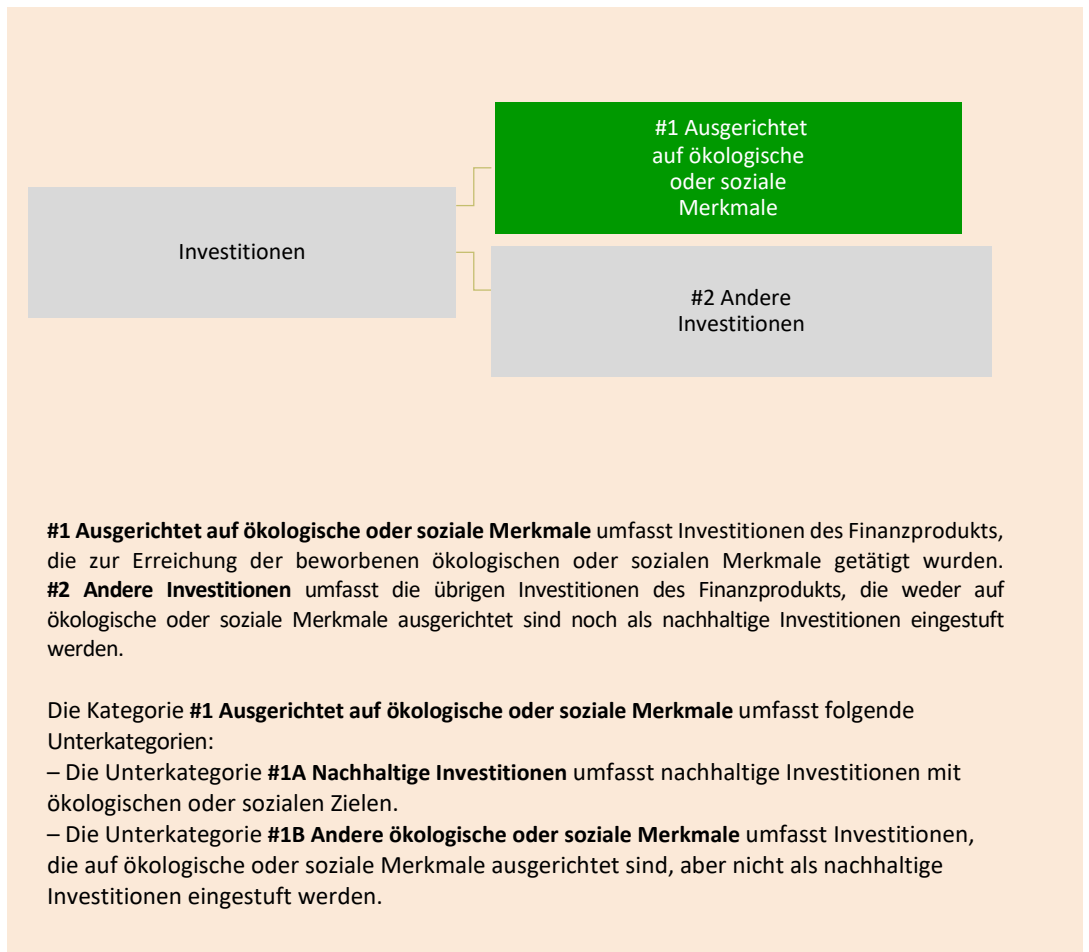 #1 Ausgerichtet
auf ökologische
oder soziale
Merkmale
Investitionen
#2 Andere
Investitionen
#1 Ausgerichtet auf ökologische oder soziale Merkmale umfasst Investitionen des Finanzprodukts,
die zur Erreichung der beworbenen ökologischen oder sozialen Merkmale getätigt wurden.
#2 Andere Investitionen umfasst die übrigen Investitionen des Finanzprodukts, die weder auf
ökologische oder soziale Merkmale ausgerichtet sind noch als nachhaltige Investitionen eingestuft
werden.
Die Kategorie #1 Ausgerichtet auf ökologische oder soziale Merkmale umfasst folgende
Unterkategorien:
– Die Unterkategorie #1A Nachhaltige Investitionen umfasst nachhaltige Investitionen mit
ökologischen oder sozialen Zielen.
– Die Unterkategorie #1B Andere ökologische oder soziale Merkmale umfasst Investitionen,
die auf ökologische oder soziale Merkmale ausgerichtet sind, aber nicht als nachhaltige
Investitionen eingestuft werden.